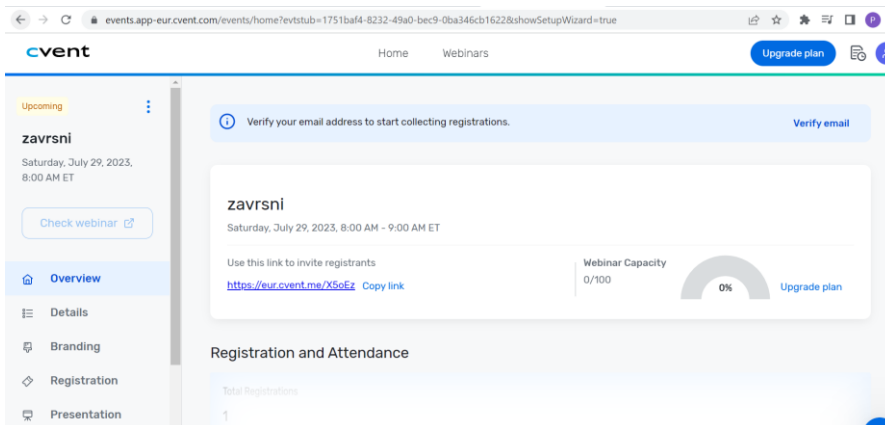 events.app-eur.cvent.com/events/home?evtstub=1751baf4-8232-49a0-bec9-0ba346cb1622&showSetupWizard=true
P
cvent
Home
Webinars
Upgrade plan
Upcoming
zavrsni
Saturday, July 29, 2023,
8:00 AM ET
Check webinar
Overview
Details
Branding
Registration
Presentation
Verify your email address to start collecting registrations.
Verify email
zavrsni
Saturday, July 29, 2023, 8:00 AM - 9:00 AM ET
Use this link to invite registrants
https://eur.cvent.me/X5oEz Copy link
Webinar Capacity
0/100
0%
Upgrade plan
Registration and Attendance
Total Registrations
1